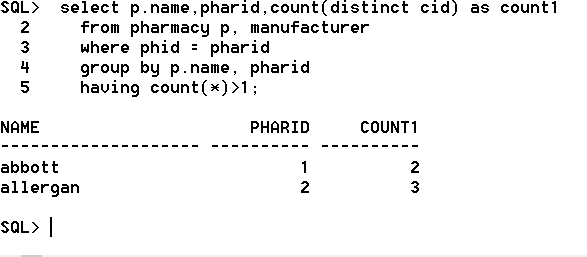 SQL>  select p.name,pharid,count(distinct cid) as count1
  2     from pharmacy p, manufacturer
  3     where phid = pharid
  4     group by p.name, pharid
  5     having count(*)>1;
NAME                     PHARID     COUNT1
-------------------- ---------- ----------
abbott                        1          2
allergan                      2          3
SQL>